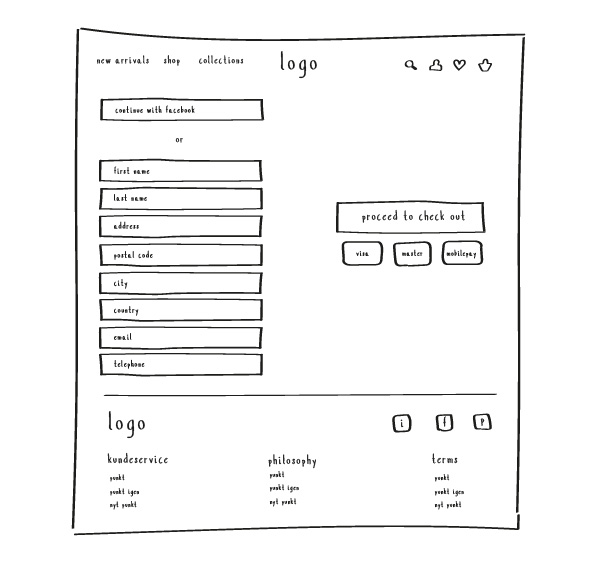 new arrivals shop collections logo
continue with facebook
or
first name
last name
address
postal code
city
country
email
telephone
proceed to check out
visa master mobilepay
logo
i f p
kundeservice
punkt
punkt igen
nyt punkt
philosophy
punkt
punkt igen
nyt punkt
terms
punkt
punkt igen
nyt punkt